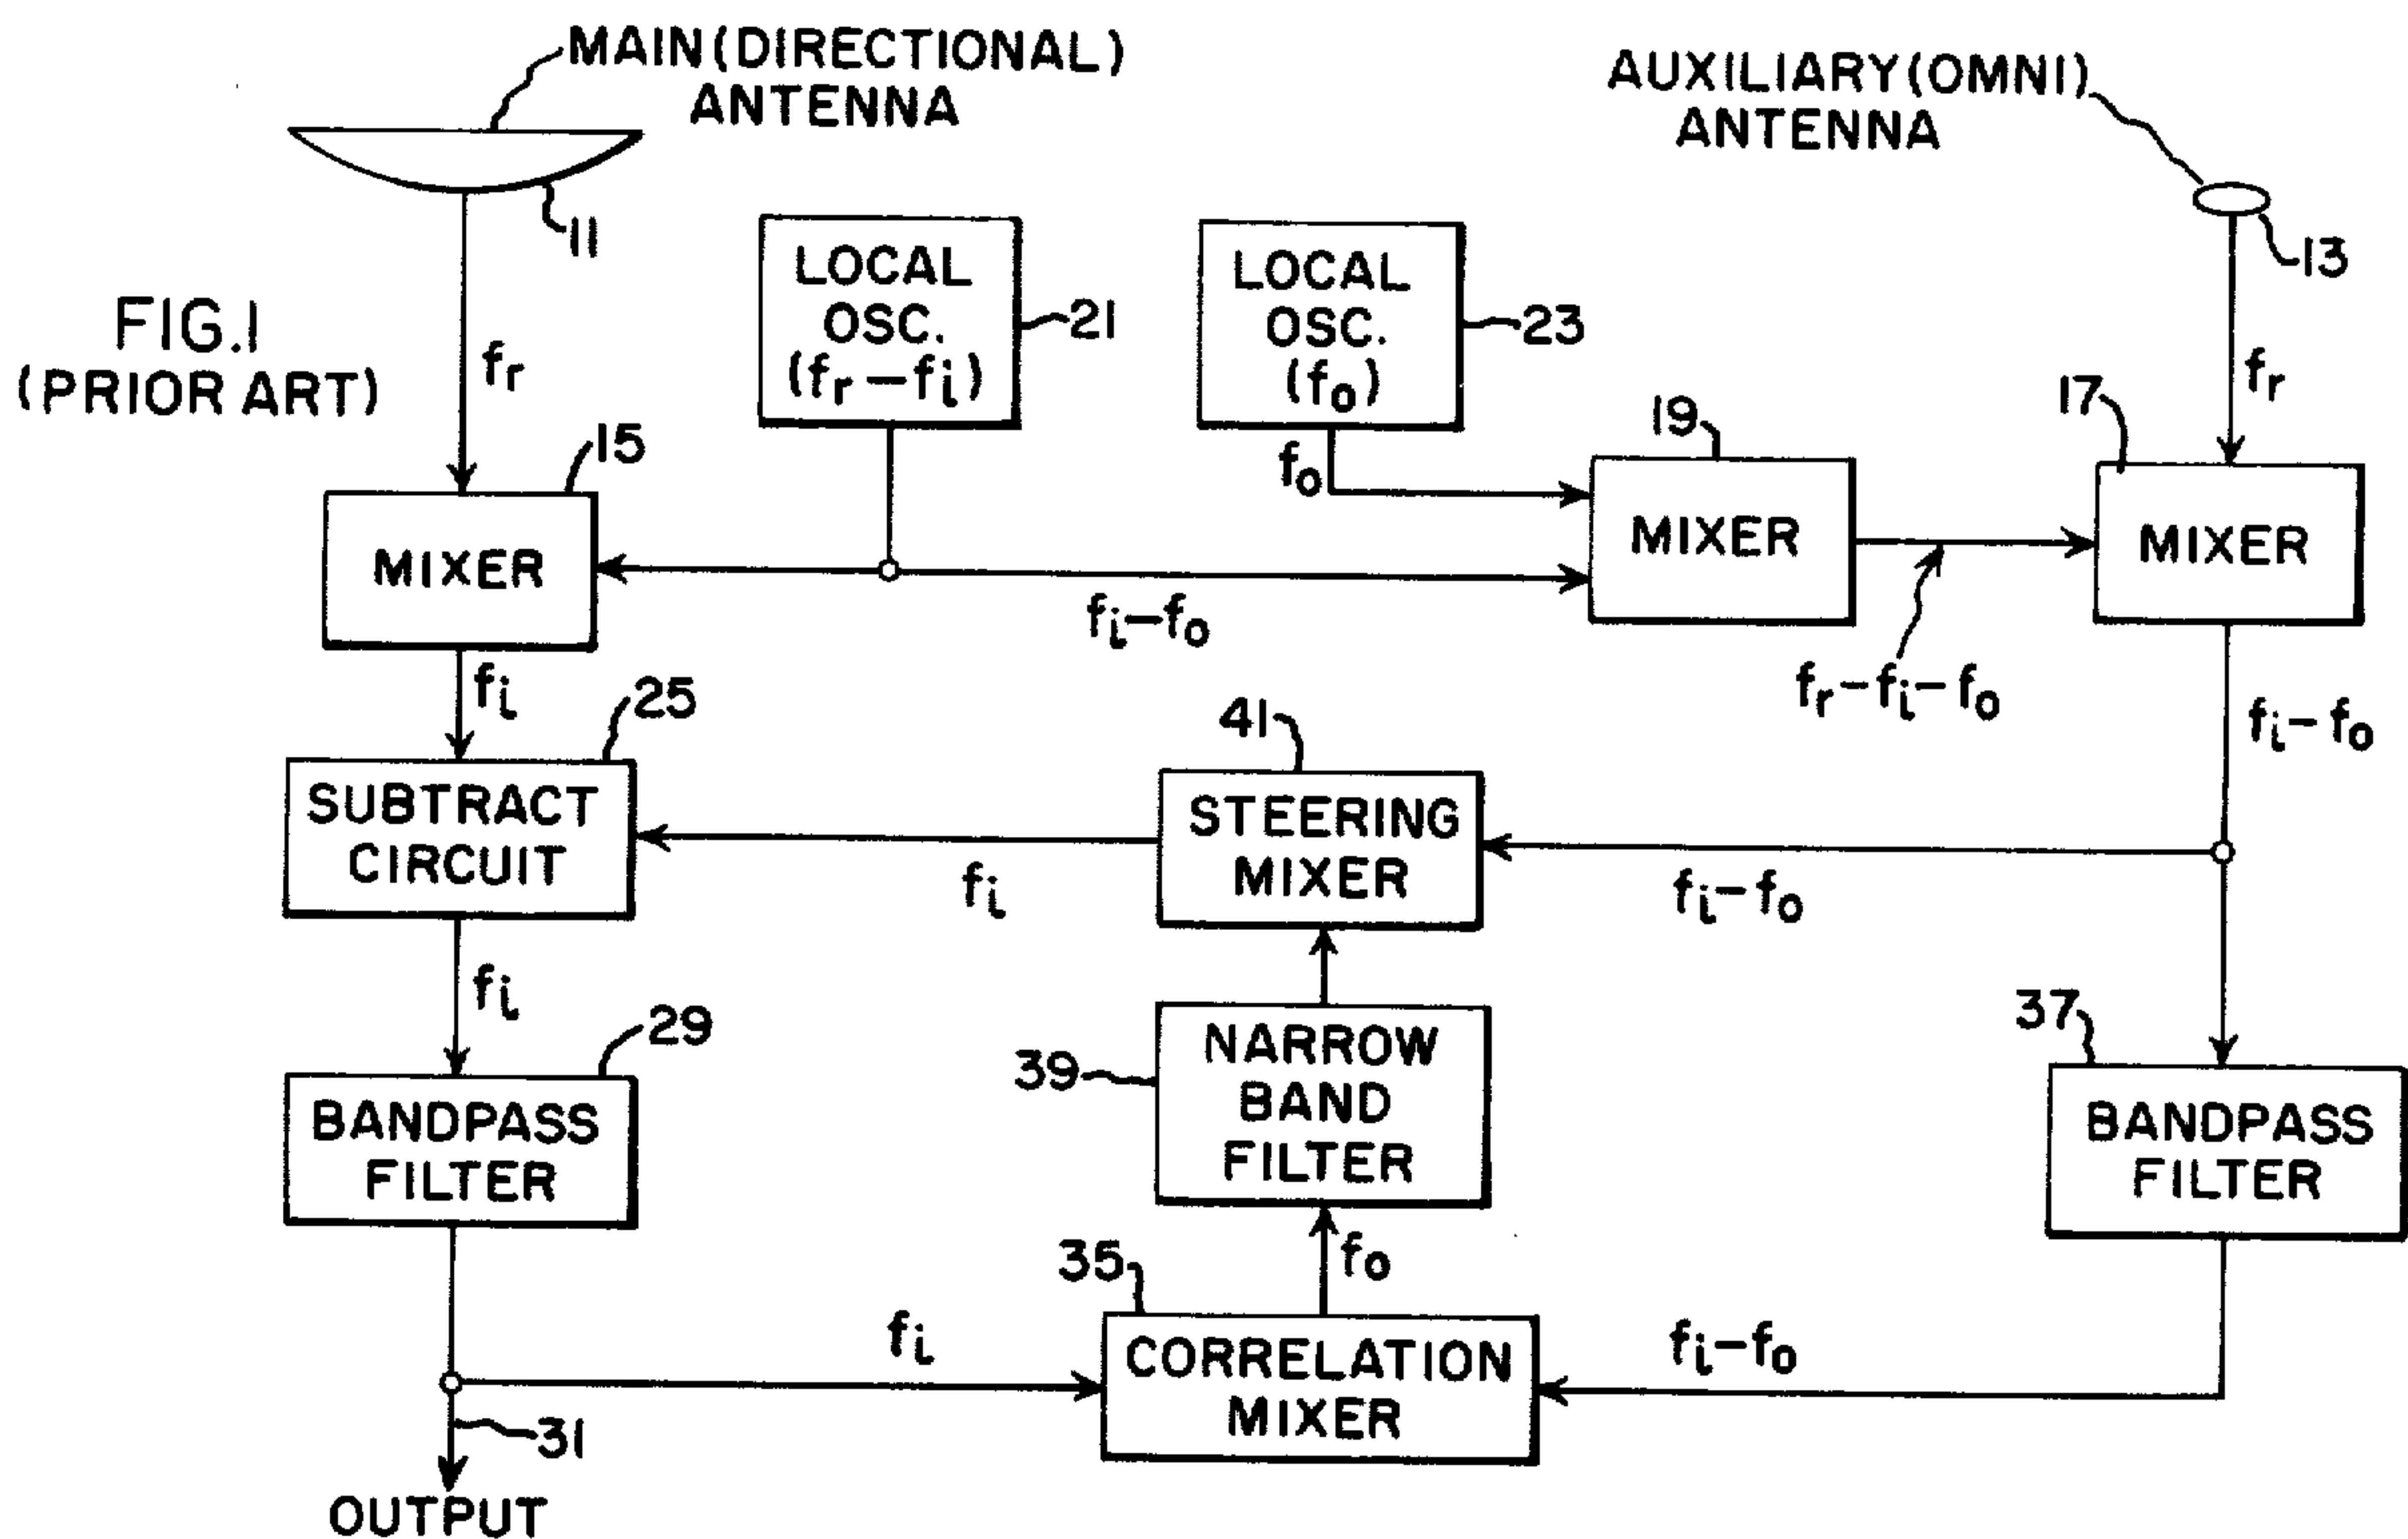 MAIN (DIRECTIONAL)
ANTENNA
AUXILIARY (OMNI)
ANTENNA
11
13
FIG.1
(PRIOR ART)
LOCAL
OSC.
(fr-fi)
21
LOCAL
OSC.
(fo)
23
fr
fr
15
fo
19
17
MIXER
MIXER
MIXER
fi-fo
fr-fi-fo
fi
25
41
fi-fo
SUBTRACT
CIRCUIT
STEERING
MIXER
fi
fi-fo
fi
29
39
NARROW
BAND
FILTER
37
BANDPASS
FILTER
BANDPASS
FILTER
35
fo
fi
CORRELATION
MIXER
fi-fo
31
OUTPUT